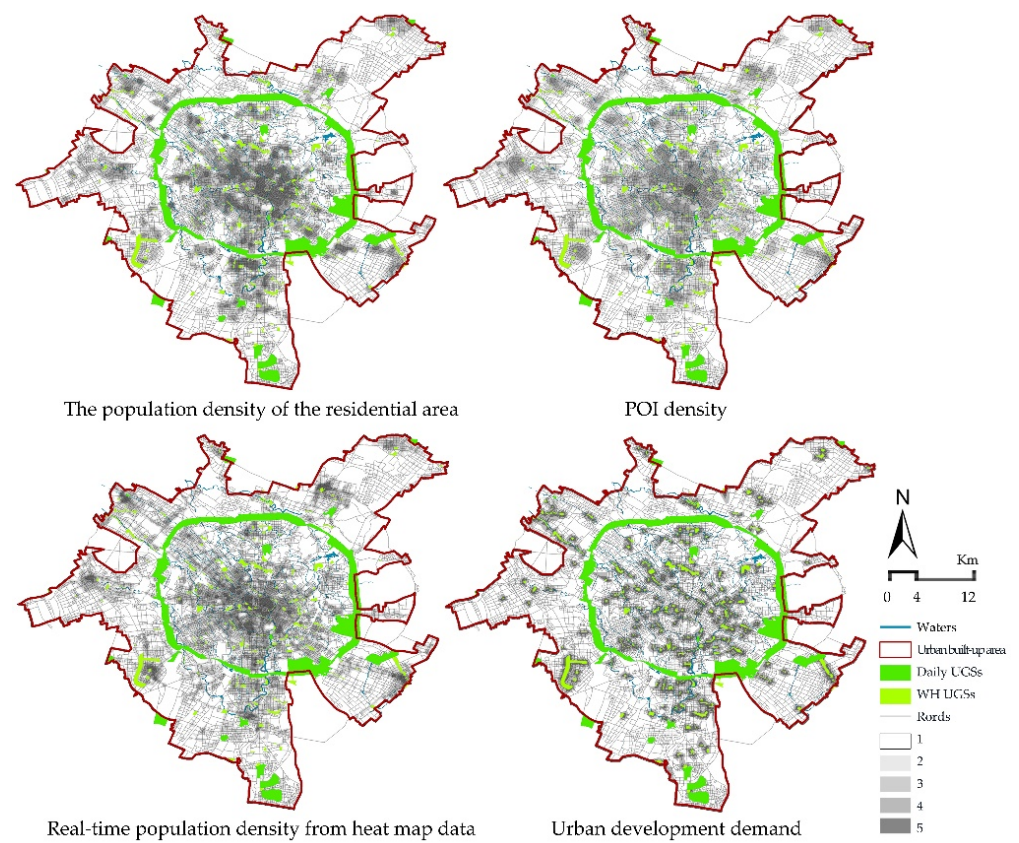 The population density of the residential area
POI density
Real-time population density from heat map data
Urban development demand
N
Km
0 4 12
Waters
Urban built-up area
Daily UGSs
WH UGSs
Rords
1
2
3
4
5